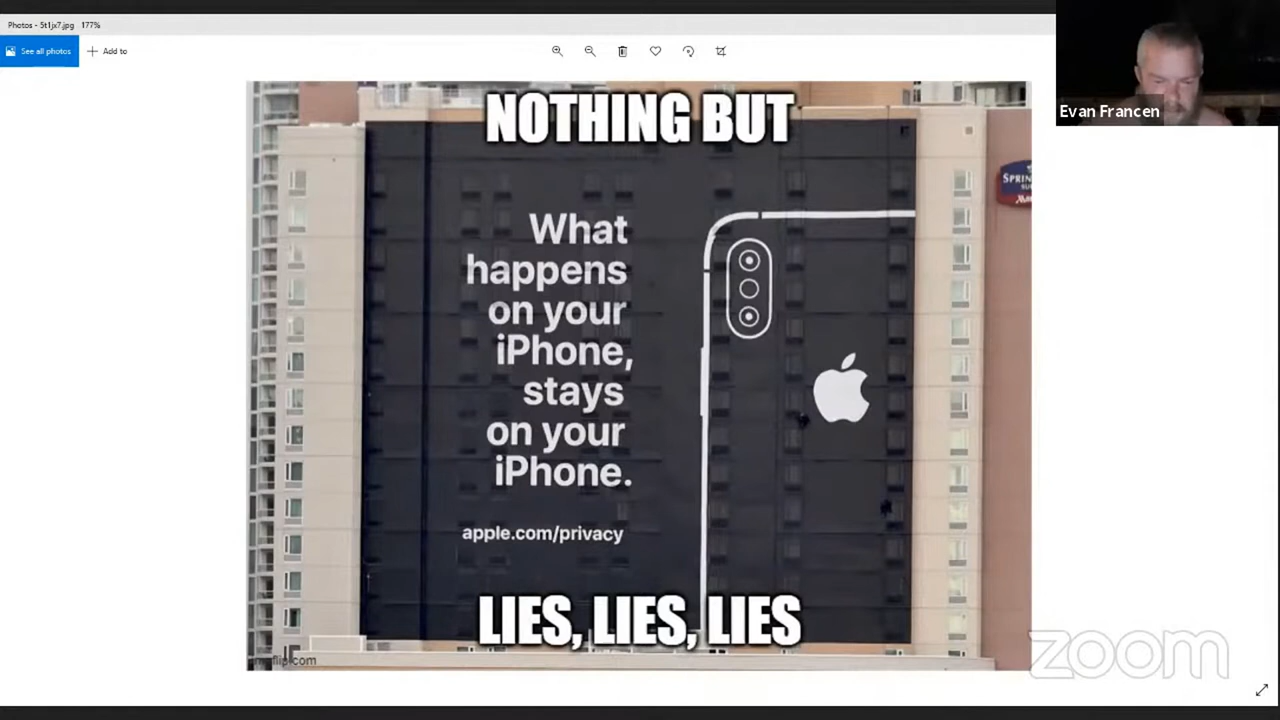 Photos - 5t1jx7.jpg 177%
See all photos
Add to
Evan Francen
NOTHING BUT
What
happens
on your
iPhone,
stays
on your
iPhone.
apple.com/privacy
LIES, LIES, LIES
zoom